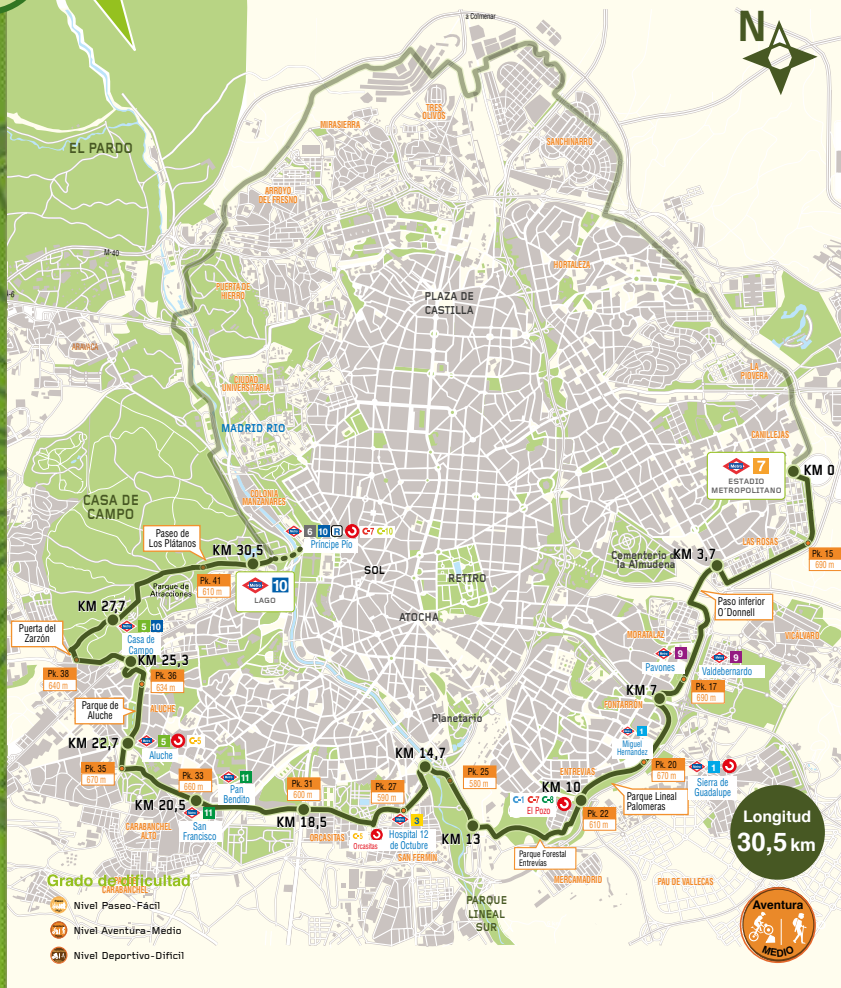 a Colmenar
N
TRES
OLIVOS
MIRASIERRA
SANCHINARRO
EL PARDO
ARROYO
DEL FRESNO
M-40
HORTALEZA
PUERTA DE
HIERRO
PLAZA DE
CASTILLA
ARAVACA
LA
PIOVERA
CIUDAD
UNIVERSITARIA
MADRID RIO
CANILLEJAS
Metro 7
ESTADIO
METROPOLITANO
KM 0
CASA DE
CAMPO
COLONIA
MANZANARES
Paseo de
Los Plátanos
6 10 R C-7 C-10
Príncipe Pío
LAS ROSAS
KM 30,5
Cementerio de
la Almudena
KM 3,7
Pk. 15
690 m
SOL
RETIRO
Pk. 41
610 m
Metro 10
LAGO
Parque de
Atracciones
Paso inferior
O´Donnell
KM 27,7
ATOCHA
Puerta del
Zarzón
5 10
Casa de
Campo
MORATALAZ
VICÁLVARO
KM 25,3
9
Pavones
9
Valdebernardo
Pk. 38
640 m
Pk. 36
634 m
Pk. 17
690 m
KM 7
Parque de
Aluche
ALUCHE
FONTARRÓN
Planetario
1
Miguel
Hernández
KM 22,7
5 C-5
Aluche
KM 14,7
Pk. 35
670 m
Pk. 33
660 m
11
Pan
Bendito
Pk. 31
600 m
Pk. 27
590 m
Pk. 25
580 m
ENTREVÍAS
Pk. 20
670 m
1
Sierra de
Guadalupe
KM 10
C-1 C-7 C-8
El Pozo
Parque Lineal
Palomeras
KM 20,5
11
San
Francisco
KM 18,5
Pk. 22
610 m
Longitud
30,5 km
GARABANCHEL
ALTO
ORCASITAS
C-5
Orcasitas
3
Hospital 12
de Octubre
SAN FERMÍN
KM 13
Parque Forestal
Entrevías
MERCAMADRID
PAU DE VALLECAS
Grado de dificultad
CARABANCHEL
Nivel Paseo-Fácil
PARQUE
LINEAL
SUR
Aventura
MEDIO
Nivel Aventura-Medio
Nivel Deportivo-Difícil